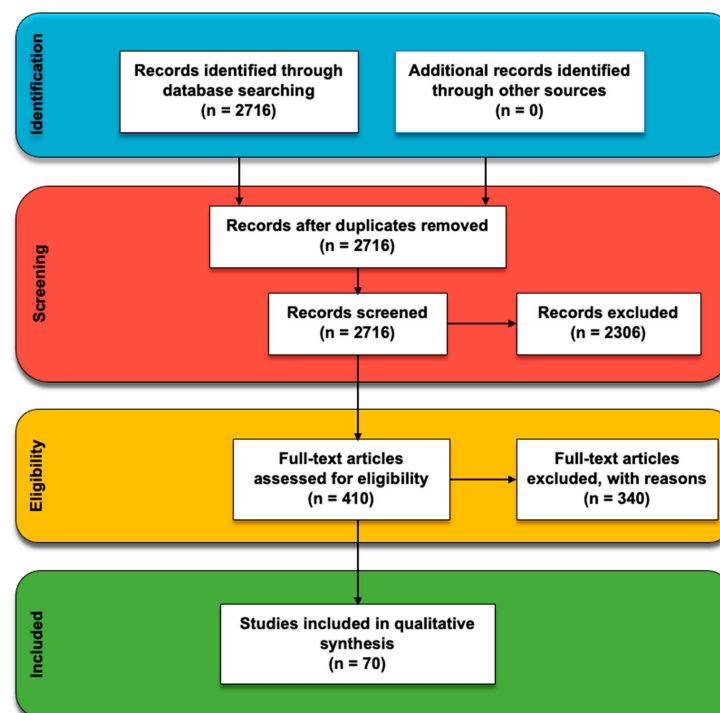 Identification
Records identified through
database searching
(n = 2716)
Additional records identified
through other sources
(n = 0)
Screening
Records after duplicates removed
(n = 2716)
Records screened
(n = 2716)
Records excluded
(n = 2306)
Eligibility
Full-text articles
assessed for eligibility
(n = 410)
Full-text articles
excluded, with reasons
(n = 340)
Included
Studies included in qualitative
synthesis
(n = 70)